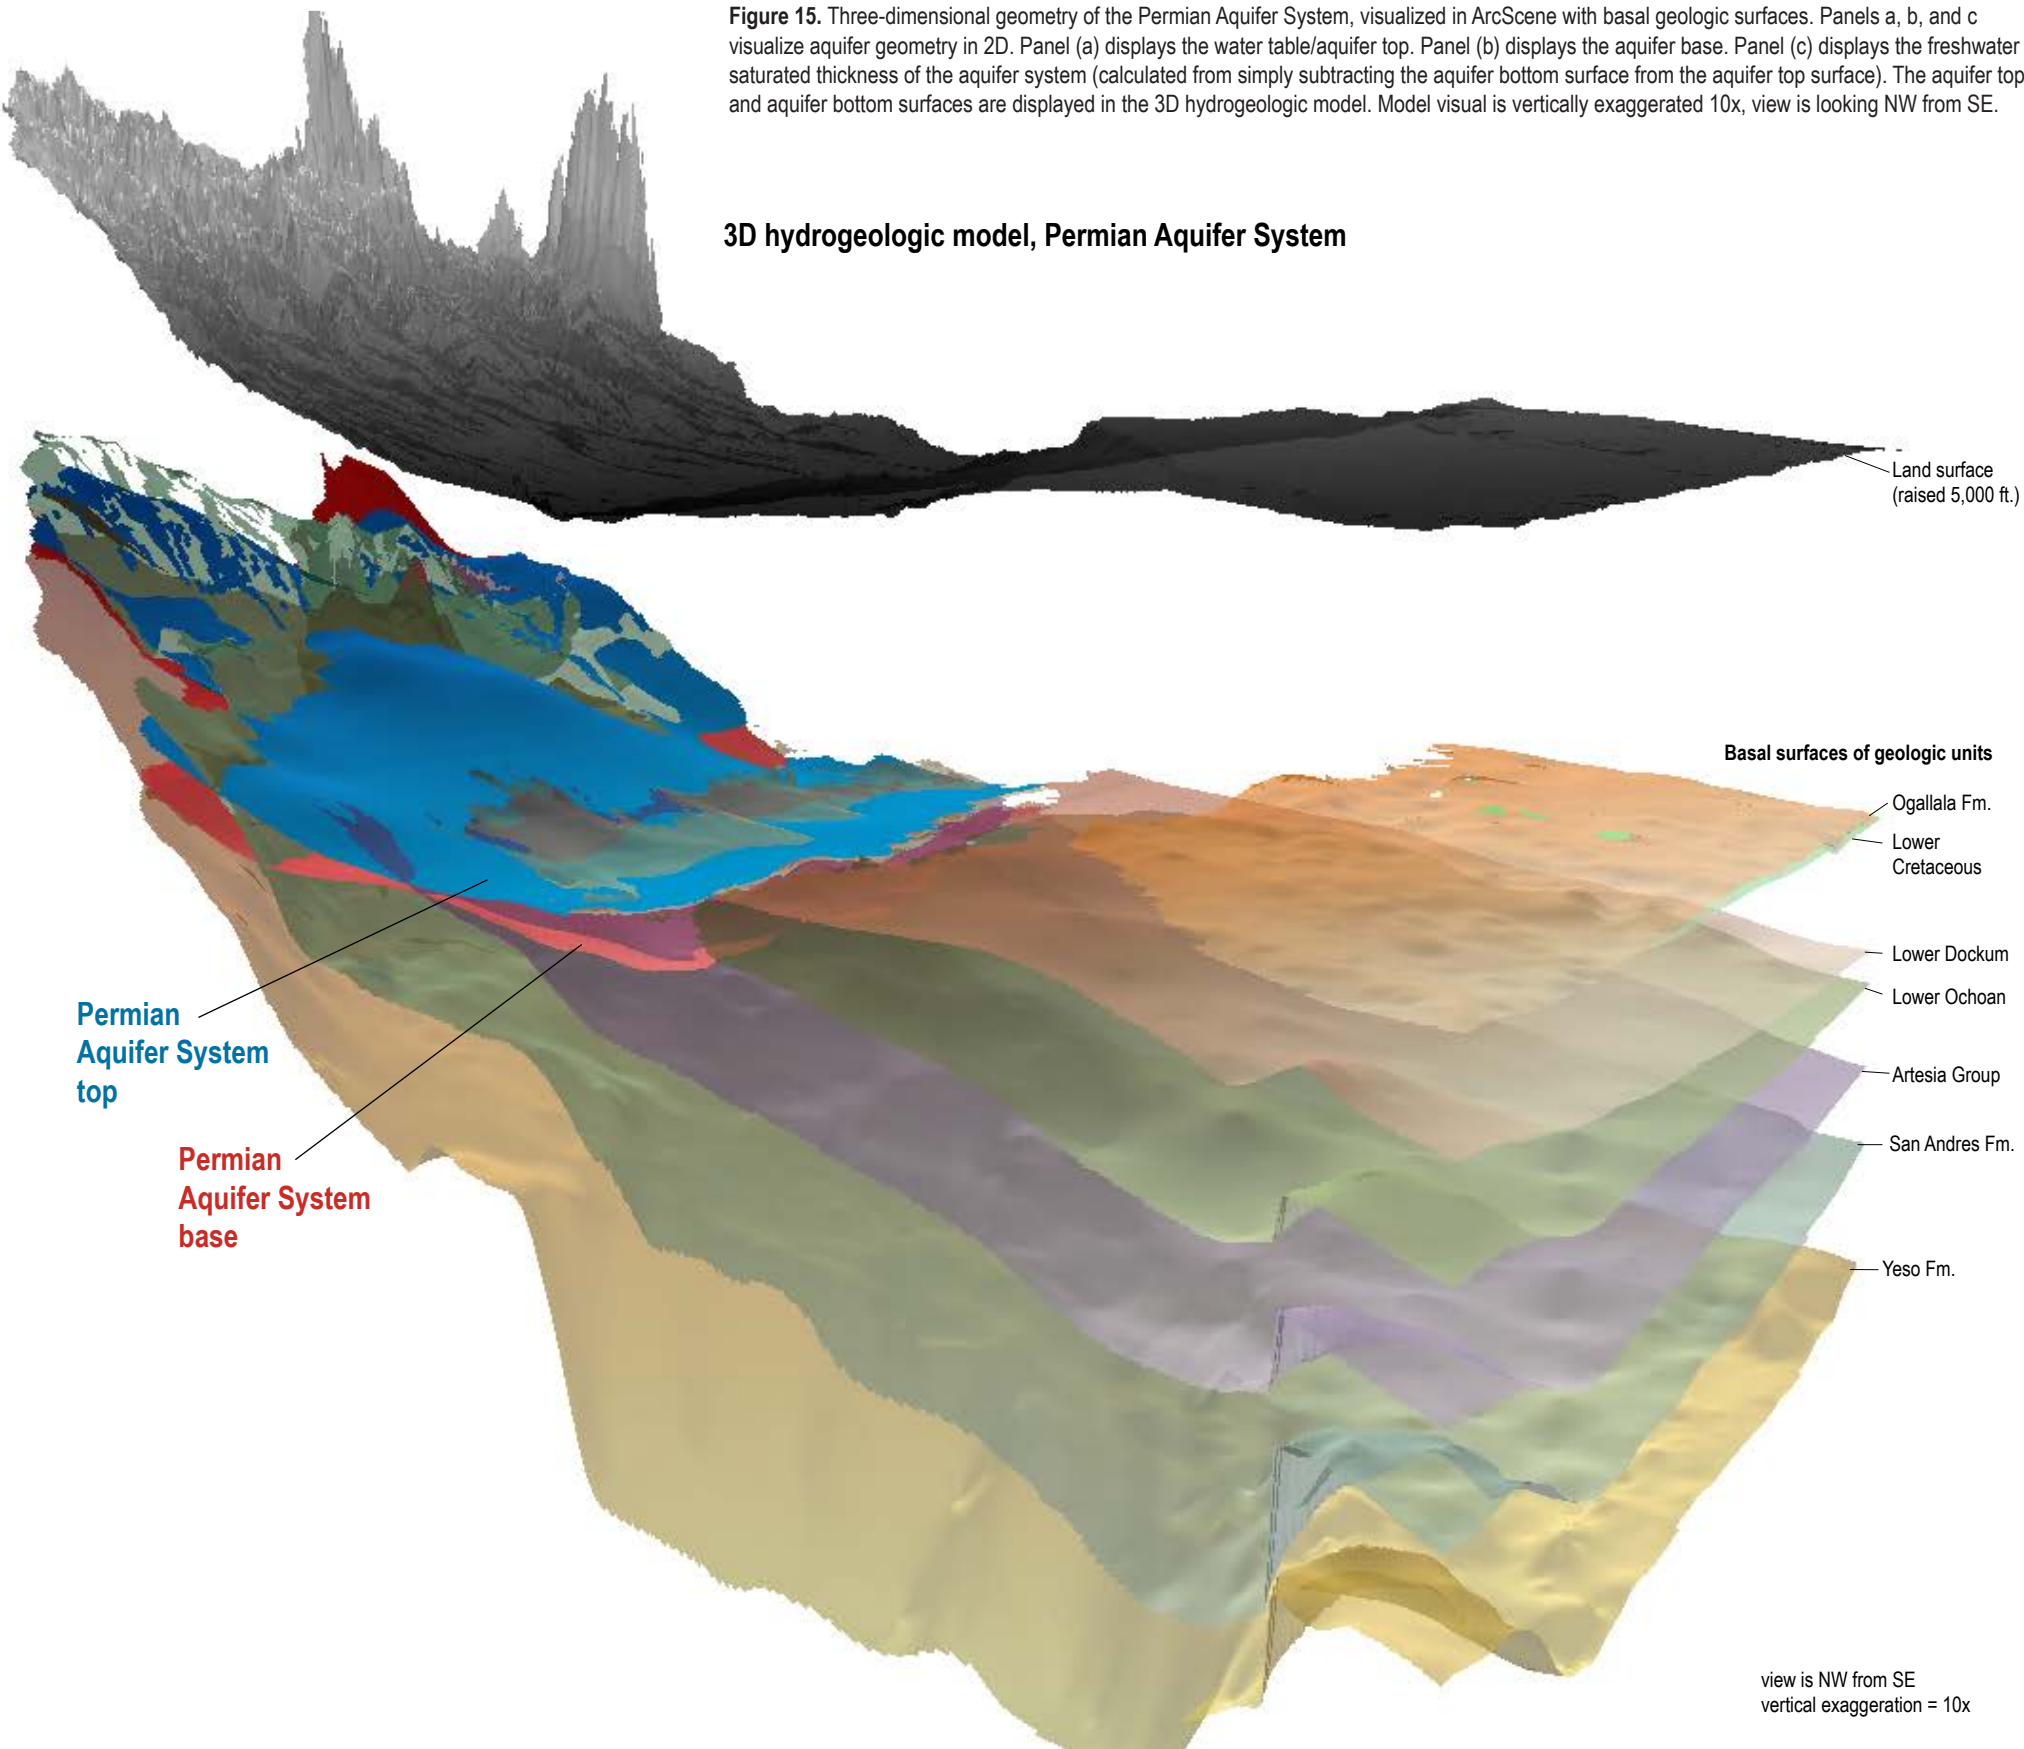 Figure 15. Three-dimensional geometry of the Permian Aquifer System, visualized in ArcScene with basal geologic surfaces. Panels a, b, and c
visualize aquifer geometry in 2D. Panel (a) displays the water table/aquifer top. Panel (b) displays the aquifer base. Panel (c) displays the freshwater
saturated thickness of the aquifer system (calculated from simply subtracting the aquifer bottom surface from the aquifer top surface). The aquifer top
and aquifer bottom surfaces are displayed in the 3D hydrogeologic model. Model visual is vertically exaggerated 10x, view is looking NW from SE.
3D hydrogeologic model, Permian Aquifer System
Land surface
(raised 5,000 ft.)
Basal surfaces of geologic units
Ogallala Fm.
Lower
Cretaceous
Lower Dockum
Lower Ochoan
Artesia Group
San Andres Fm.
Yeso Fm.
Permian
Aquifer System
top
Permian
Aquifer System
base
view is NW from SE
vertical exaggeration = 10x